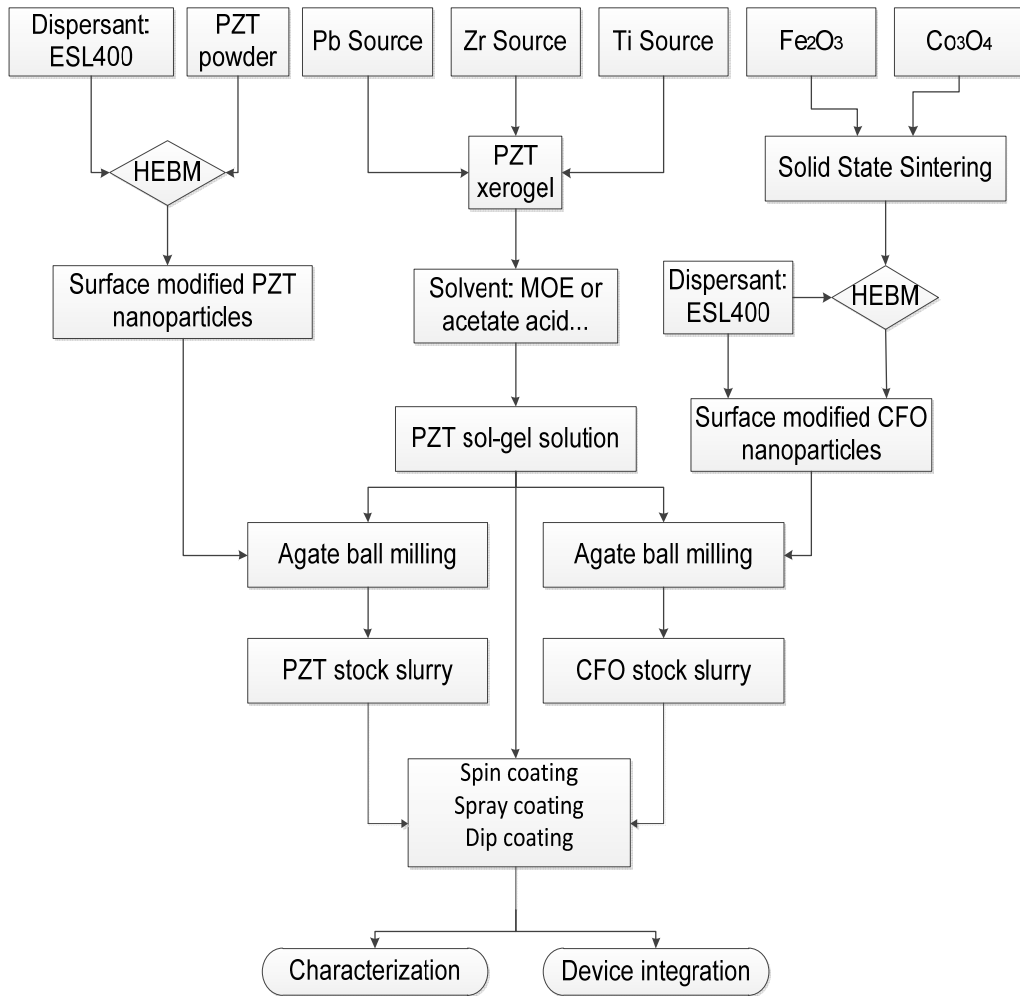 Dispersant:
ESL400
PZT
powder
Pb Source
Zr Source
Ti Source
Fe2O3
Co3O4
HEBM
PZT
xerogel
Solid State Sintering
Surface modified PZT
nanoparticles
Solvent: MOE or
acetate acid...
Dispersant:
ESL400
HEBM
PZT sol-gel solution
Surface modified CFO
nanoparticles
Agate ball milling
Agate ball milling
PZT stock slurry
CFO stock slurry
Spin coating
Spray coating
Dip coating
Characterization
Device integration